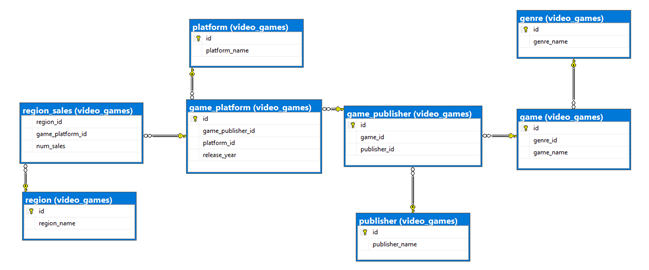 platform (video_games)
id
platform_name
genre (video_games)
id
genre_name
region_sales (video_games)
region_id
game_platform_id
num_sales
game_platform (video_games)
id
game_publisher_id
platform_id
release_year
game_publisher (video_games)
id
game_id
publisher_id
game (video_games)
id
genre_id
game_name
region (video_games)
id
region_name
publisher (video_games)
id
publisher_name